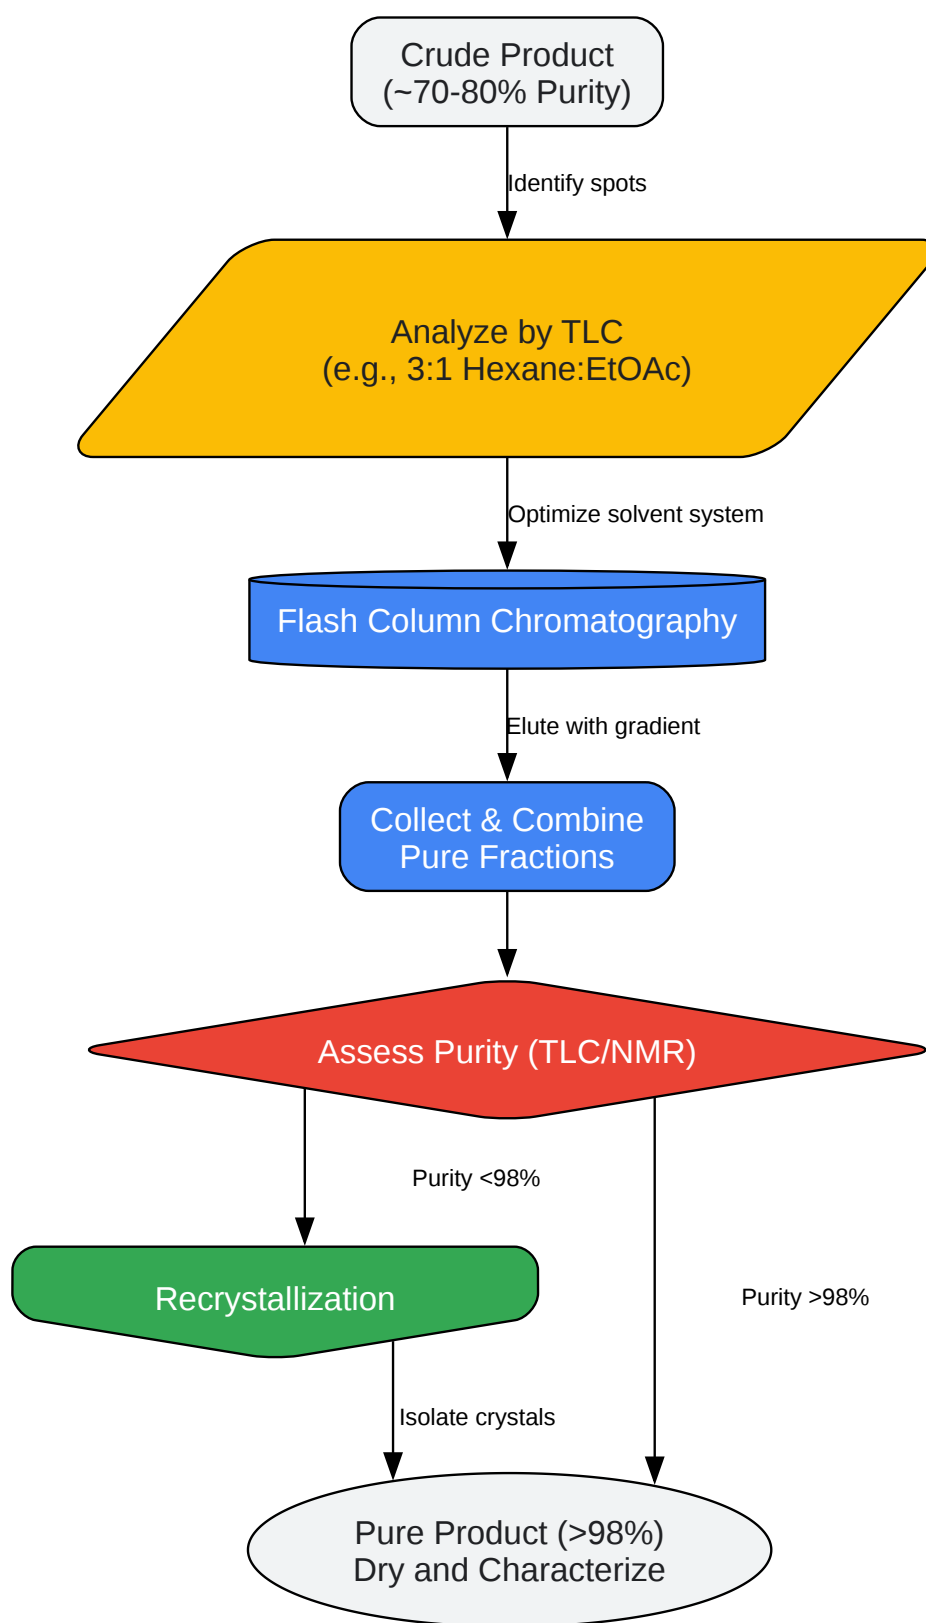 Crude Product
(~70-80% Purity)
Identify spots
Analyze by TLC
(e.g., 3:1 Hexane:EtOAc)
Optimize solvent system
Flash Column Chromatography
Elute with gradient
Collect & Combine
Pure Fractions
Assess Purity (TLC/NMR)
Purity <98%
Recrystallization
Purity >98%
Isolate crystals
Pure Product (>98%)
Dry and Characterize